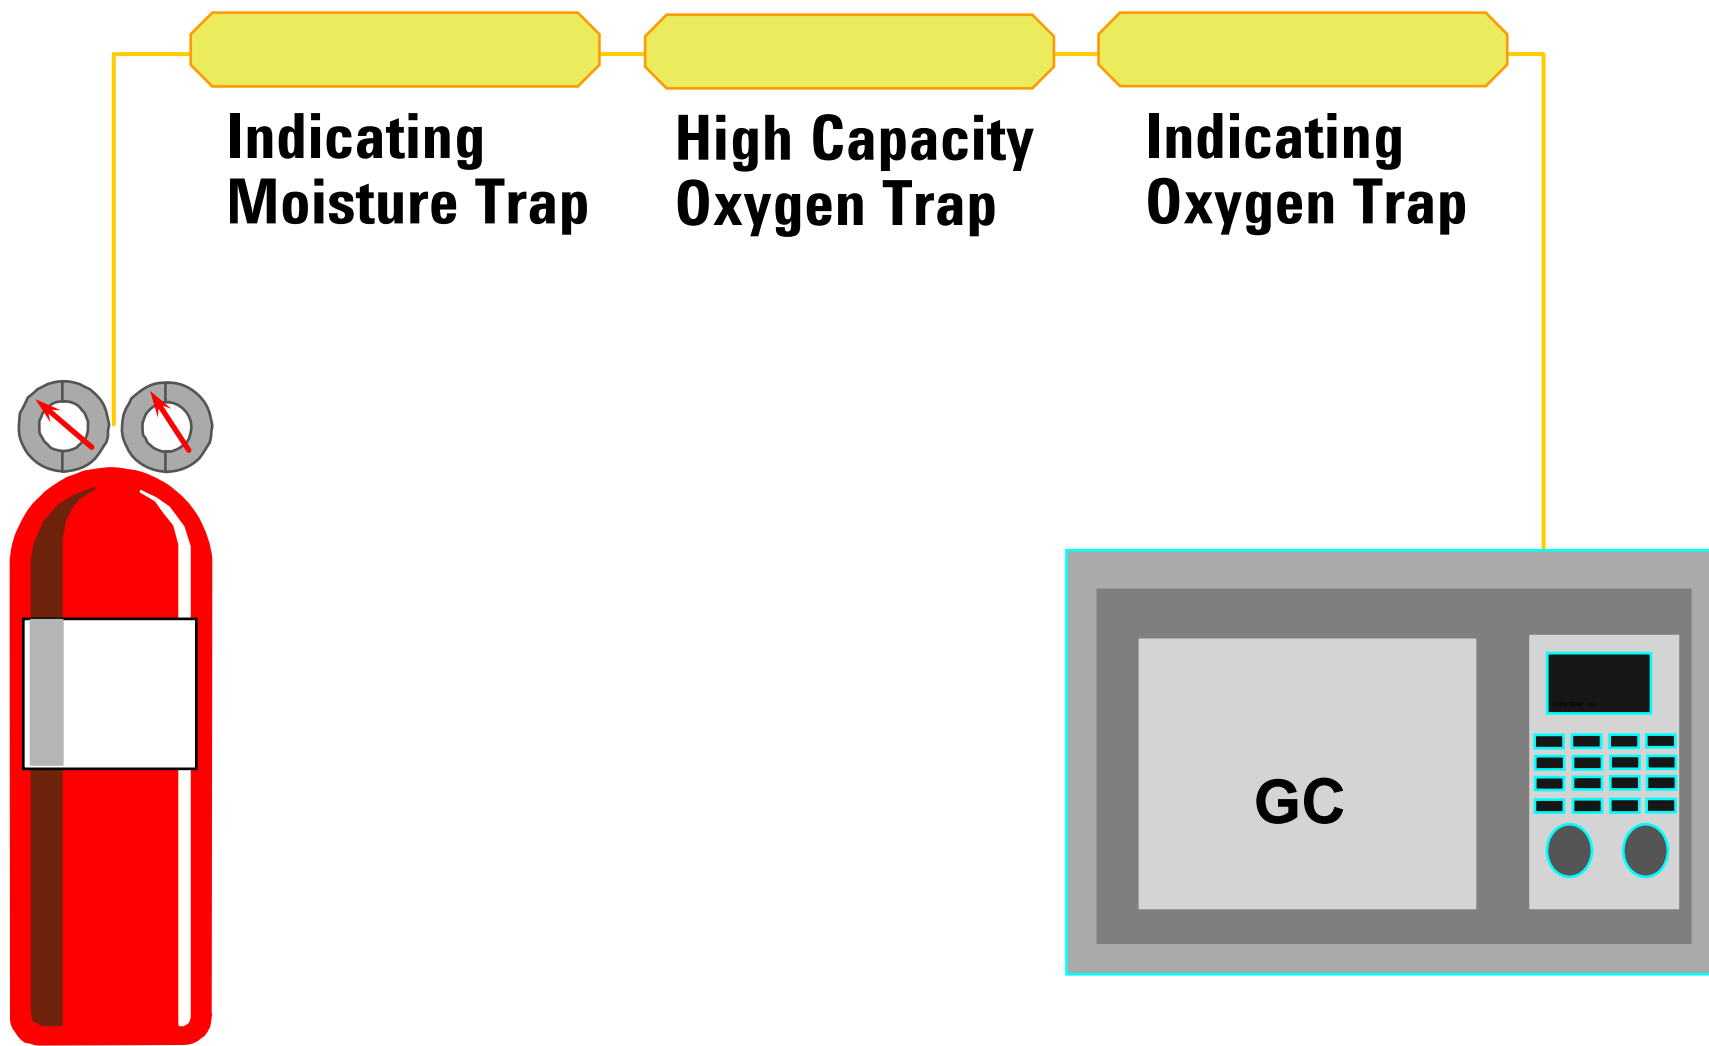 Indicating
Moisture Trap
High Capacity
Oxygen Trap
Indicating
Oxygen Trap
GC